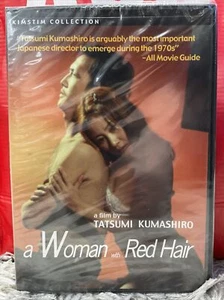 KIMSTIM COLLECTION
"Tatsumi Kumashiro is arguably the most important
Japanese director to emerge during the 1970s"
~All Movie Guide
a film by
TATSUMI KUMASHIRO
a Woman with Red Hair